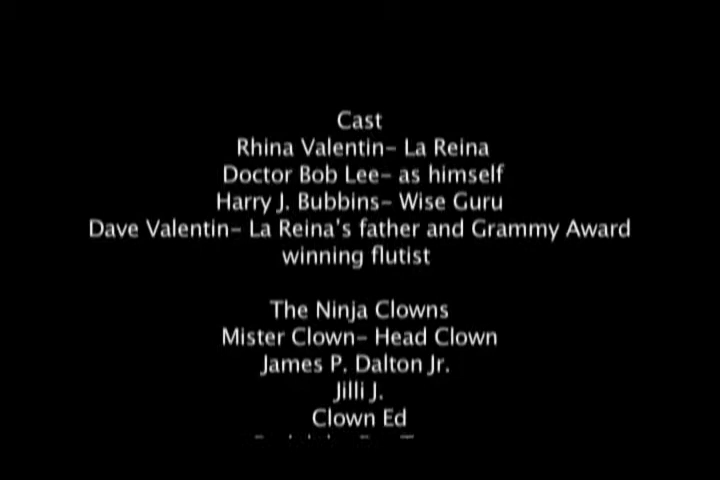 Cast
Rhina Valentin- La Reina
Doctor Bob Lee- as himself
Harry J. Bubbins- Wise Guru
Dave Valentin- La Reina's father and Grammy Award
winning flutist
The Ninja Clowns
Mister Clown- Head Clown
James P. Dalton Jr.
Jilli J.
Clown Ed